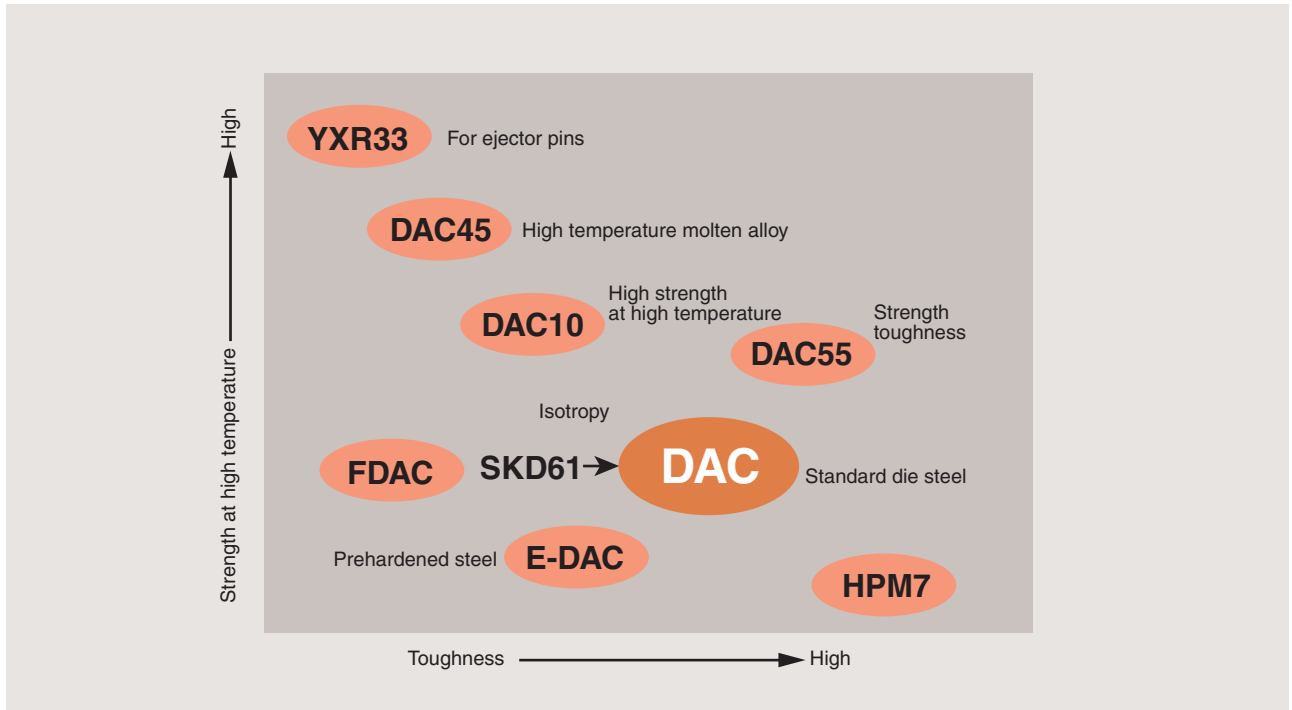 High
Strength at high temperature
YXR33
For ejector pins
DAC45
High temperature molten alloy
DAC10
High strength
at high temperature
DAC55
Strength
toughness
Isotropy
FDAC
SKD61
DAC
Standard die steel
Prehardened steel
E-DAC
HPM7
Toughness
High